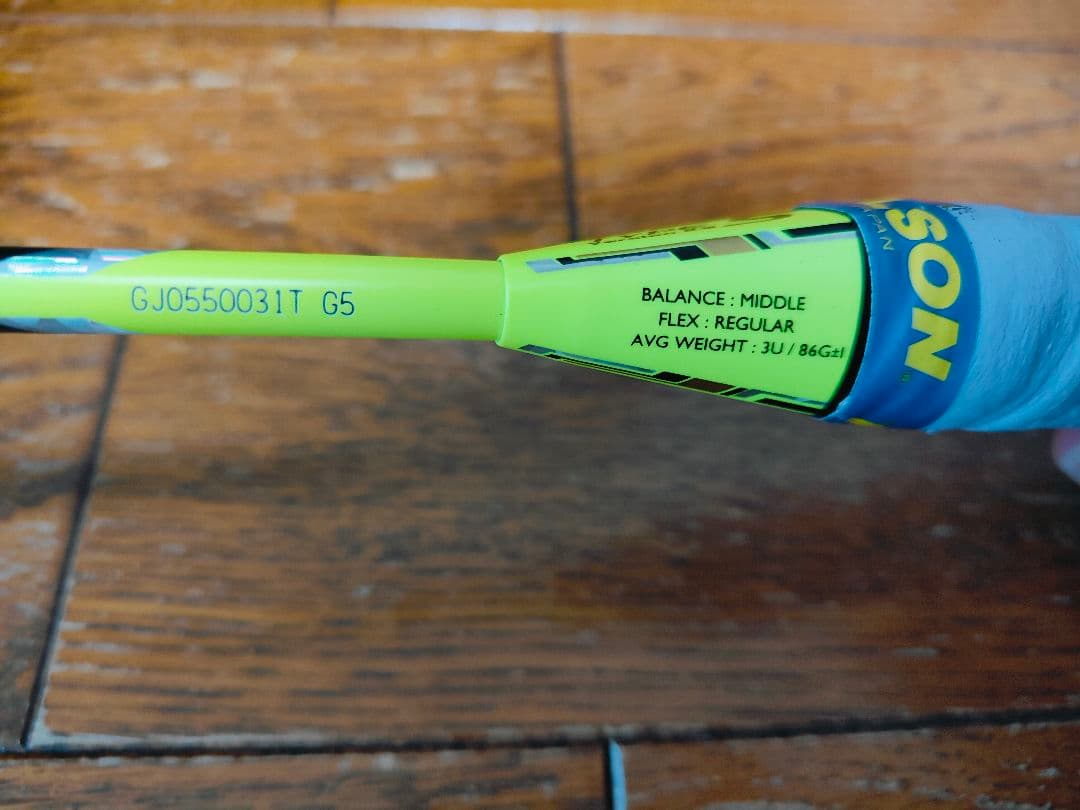 GJ0550031T G5
BALANCE : MIDDLE
FLEX : REGULAR
AVG WEIGHT : 3U / 86G±1
SON